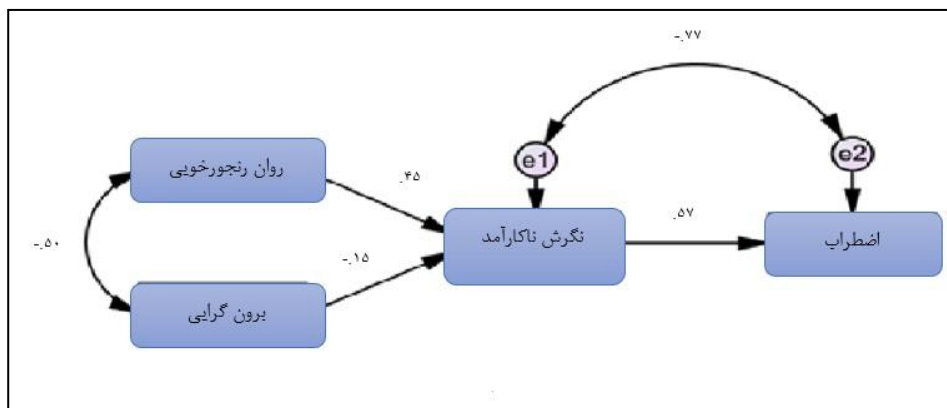 -.۷۷
e1
e2
روان رنجورخویی
.۴۵
نگرش ناکارآمد
.۵۷
اضطراب
-.۵۰
-.۱۵
برون گرایی